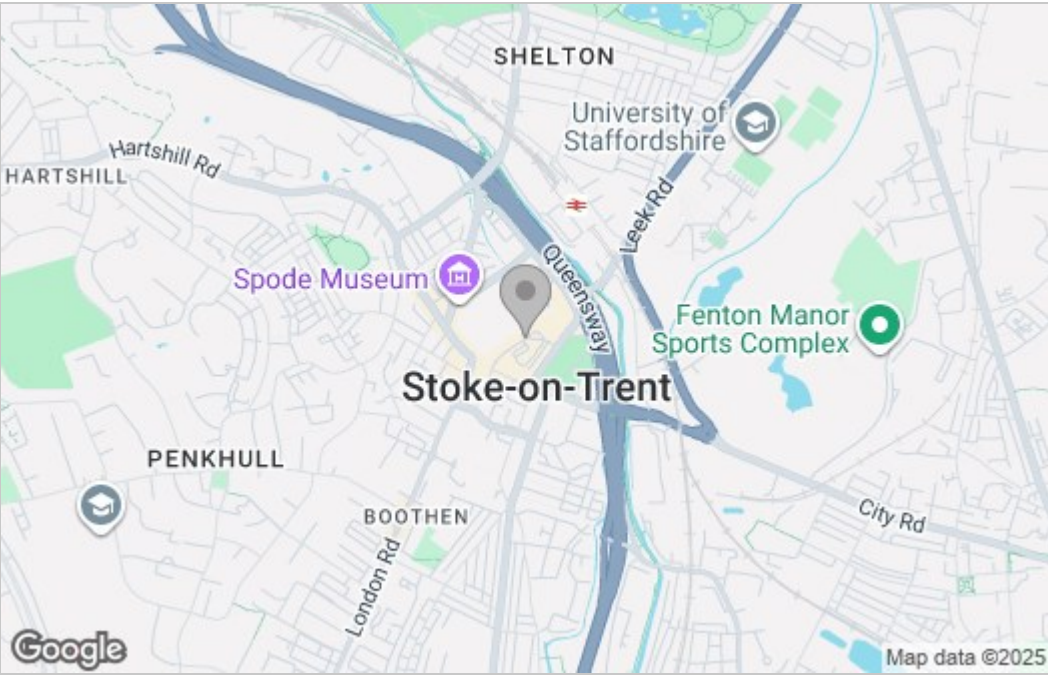 SHELTON
University of
Staffordshire
Hartshill Rd
HARTSHILL
Leek Rd
Queensway
Spode Museum
Fenton Manor
Sports Complex
Stoke-on-Trent
PENKHULL
BOOTHEN
City Rd
London Rd
Google
Map data ©2025